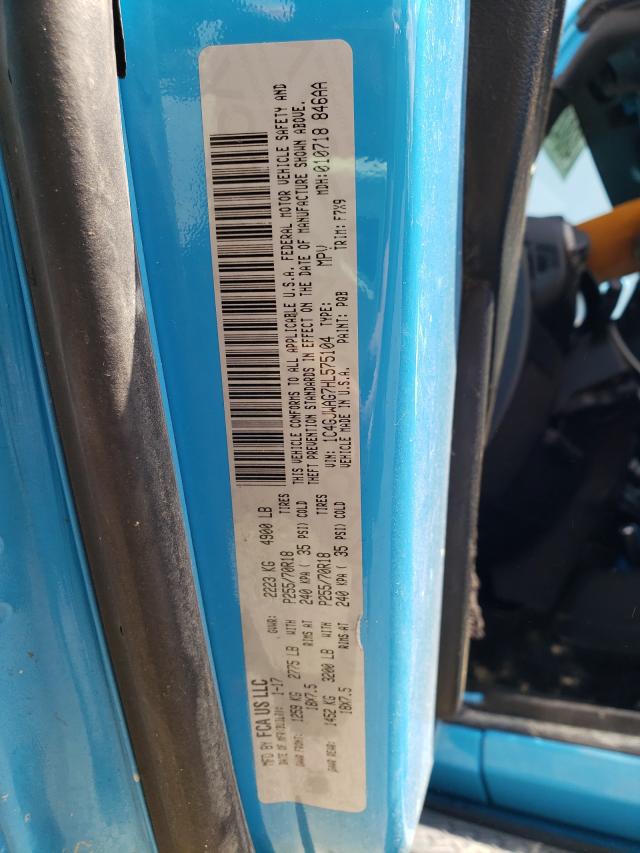 MFD BY FCA US LLC
DATE OF MFR 1-17 GVWR: 2223 KG 4900 LB
GAWR FRONT: 1259 KG 2775 LB WITH P255/70R18 TIRES
18X7.5 RIMS AT 240 KPA ( 35 PSI) COLD
GAWR REAR: 1452 KG 3200 LB WITH P255/70R18 TIRES
18X7.5 RIMS AT 240 KPA ( 35 PSI) COLD
THIS VEHICLE CONFORMS TO ALL APPLICABLE U.S.A. FEDERAL MOTOR VEHICLE SAFETY AND
THEFT PREVENTION STANDARDS IN EFFECT ON THE DATE OF MANUFACTURE SHOWN ABOVE.
VIN: 1C4GJWAG7HL575104 TYPE: MPV MDH:010718 846AA
VEHICLE MADE IN U.S.A. PAINT: PQB TRIM: F7X9